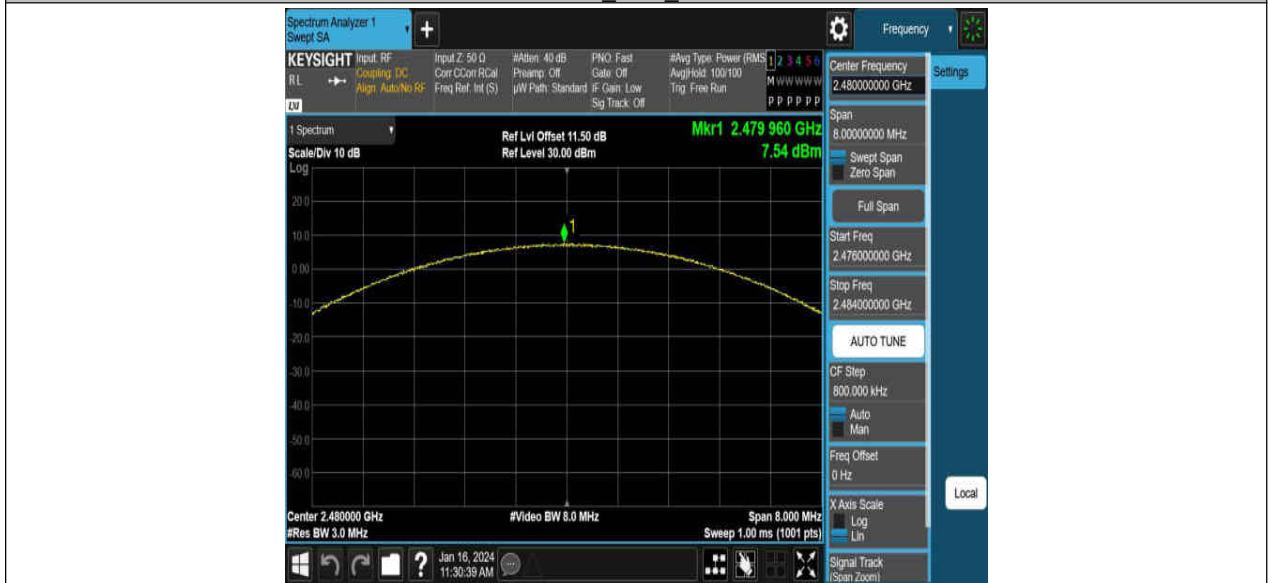 Spectrum Analyzer 1
Swept SA
+
Frequency
KEYSIGHT
RL
Input: RF
Coupling: DC
Align: Auto/No RF
Input Z: 50 Ω
Corr CCorr RCal
Freq Ref: Int (S)
#Atten: 40 dB
Preamp: Off
µW Path: Standard
PNO: Fast
Gate: Off
IF Gain: Low
Sig Track: Off
#Avg Type: Power (RMS
Avg|Hold: 100/100
Trig: Free Run
1 2 3 4 5 6
M W W W W W
P P P P P P
1 Spectrum
Scale/Div 10 dB
Log
Ref Lvl Offset 11.50 dB
Ref Level 30.00 dBm
Mkr1 2.479 960 GHz
7.54 dBm
20.0
10.0
0.00
-10.0
-20.0
-30.0
-40.0
-50.0
-60.0
1
Center 2.480000 GHz
#Res BW 3.0 MHz
#Video BW 8.0 MHz
Span 8.000 MHz
Sweep 1.00 ms (1001 pts)
Center Frequency
2.480000000 GHz
Settings
Span
8.00000000 MHz
Swept Span
Zero Span
Full Span
Start Freq
2.476000000 GHz
Stop Freq
2.484000000 GHz
AUTO TUNE
CF Step
800.000 kHz
Auto
Man
Freq Offset
0 Hz
X Axis Scale
Log
Lin
Signal Track
(Span Zoom)
Local
?
Jan 16, 2024
11:30:39 AM